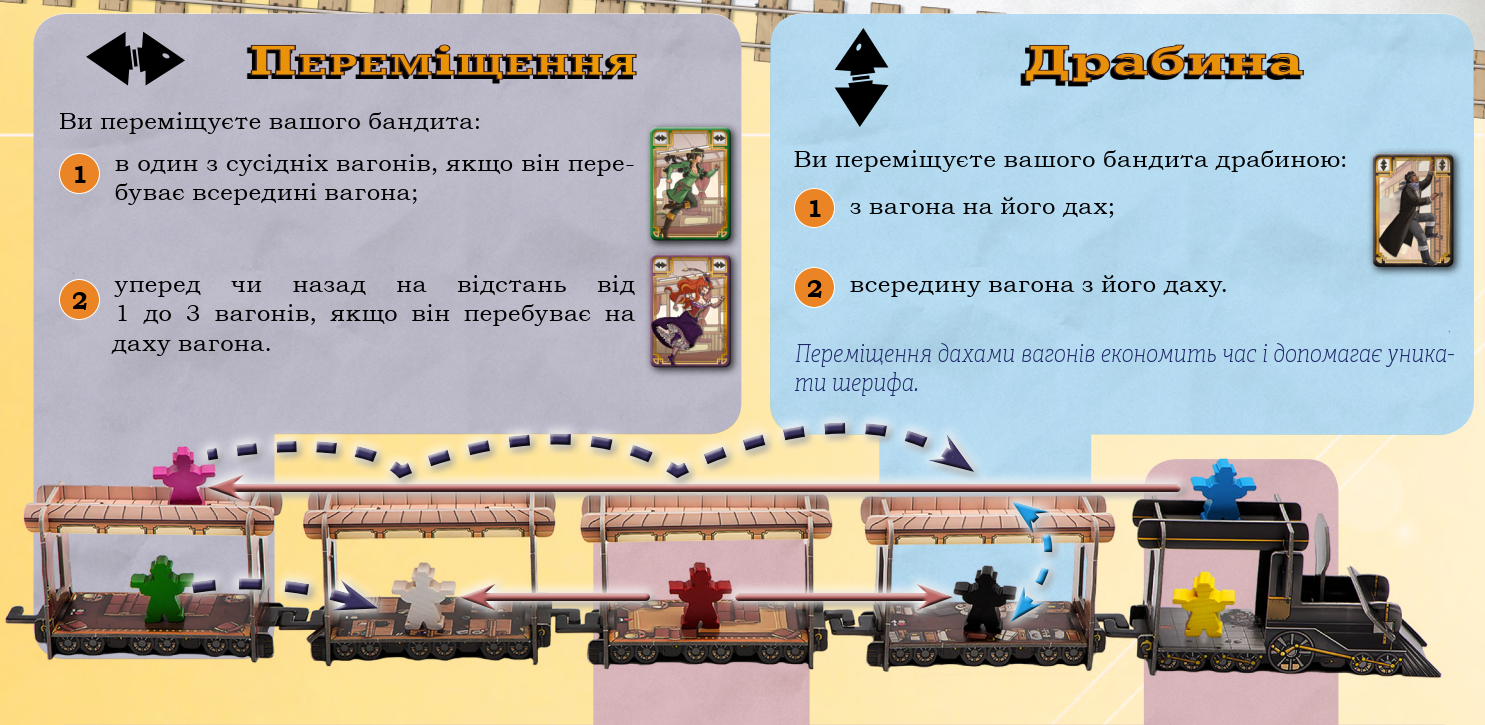 Переміщення
Ви переміщуєте вашого бандита:
1 в один з сусідніх вагонів, якщо він пере-
буває всередині вагона;
2 уперед чи назад на відстань від
1 до 3 вагонів, якщо він перебуває на
даху вагона.
Драбина
Ви переміщуєте вашого бандита драбиною:
1 з вагона на його дах;
2 всередину вагона з його даху.
Переміщення дахами вагонів економить час і допомагає уника-
ти шерифа.